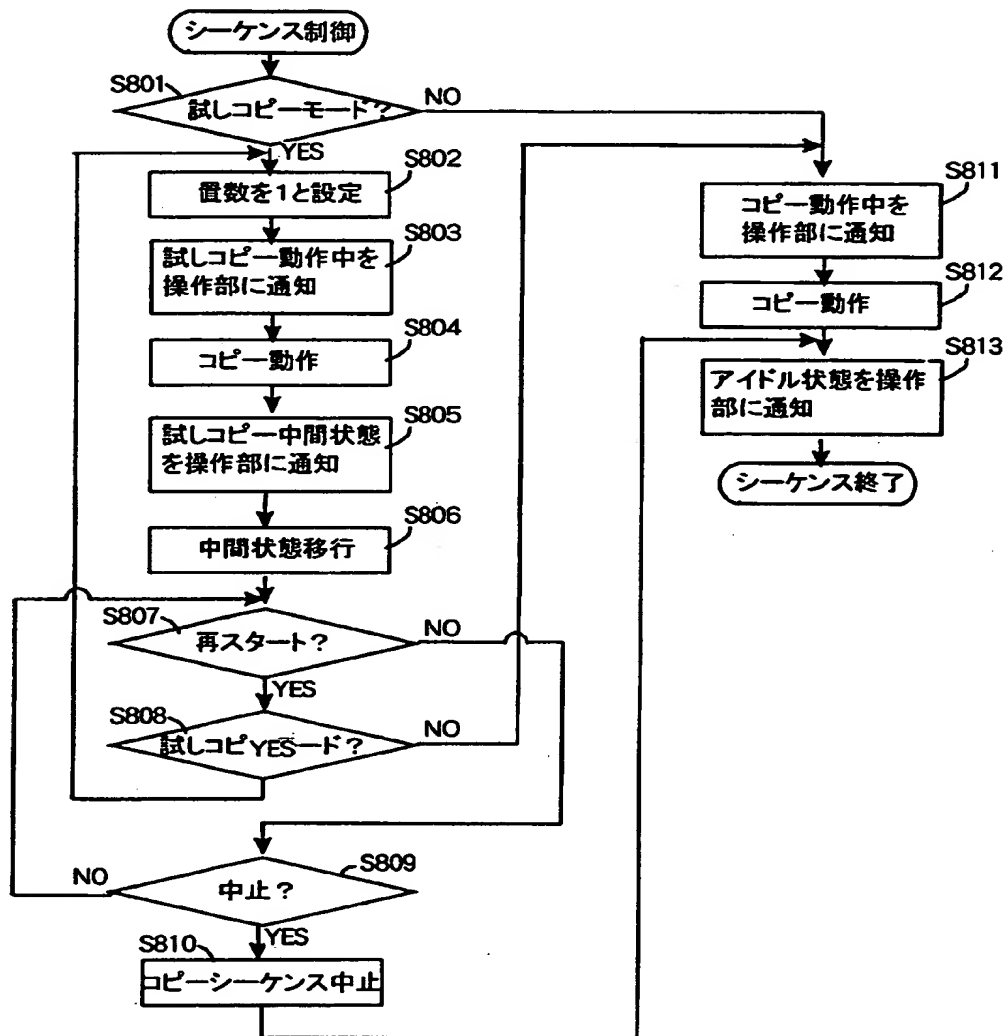 シーケンス制御
S801
試しコピーモード?
NO
YES
S802
置数を1と設定
S803
試しコピー動作中を
操作部に通知
S804
コピー動作
S805
試しコピー中間状態
を操作部に通知
S806
中間状態移行
S807
再スタート?
NO
YES
S808
試しコピYESード?
NO
S809
中止?
NO
YES
S810
コピーシーケンス中止
S811
コピー動作中を
操作部に通知
S812
コピー動作
S813
アイドル状態を操作
部に通知
シーケンス終了